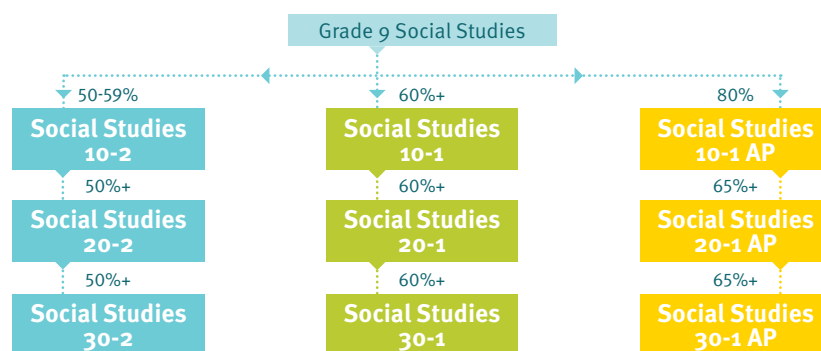 Grade 9 Social Studies
50-59%
60%+
80%
Social Studies
10-2
Social Studies
10-1
Social Studies
10-1 AP
50%+
60%+
65%+
Social Studies
20-2
Social Studies
20-1
Social Studies
20-1 AP
50%+
60%+
65%+
Social Studies
30-2
Social Studies
30-1
Social Studies
30-1 AP